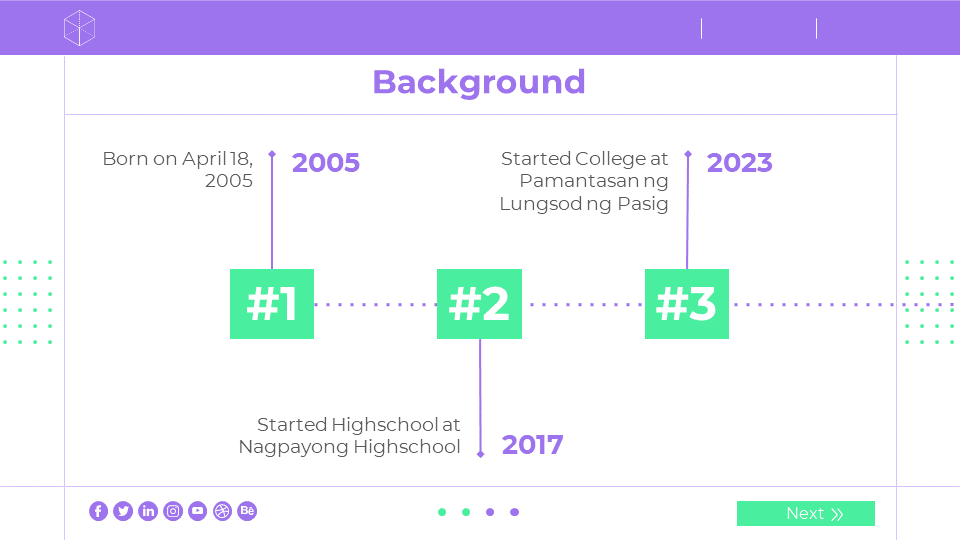 Background
Born on April 18,
2005
2005
Started College at
Pamantasan ng
Lungsod ng Pasig
2023
#1
#2
#3
Started Highschool at
Nagpayong Highschool
2017
Bē
Next